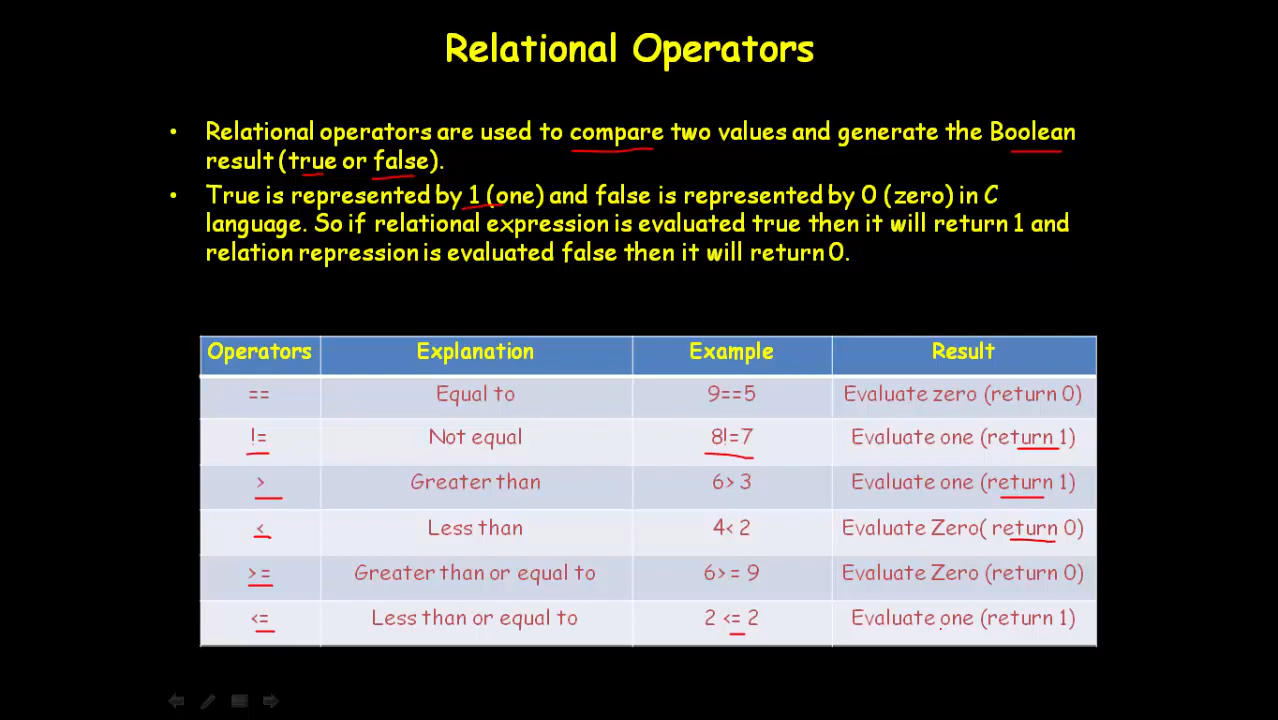 Relational Operators
• Relational operators are used to compare two values and generate the Boolean
result (true or false).
• True is represented by 1 (one) and false is represented by 0 (zero) in C
language. So if relational expression is evaluated true then it will return 1 and
relation repression is evaluated false then it will return 0.
Operators Explanation Example Result
== Equal to 9==5 Evaluate zero (return 0)
!= Not equal 8!=7 Evaluate one (return 1)
> Greater than 6> 3 Evaluate one (return 1)
< Less than 4< 2 Evaluate Zero( return 0)
>= Greater than or equal to 6> = 9 Evaluate Zero (return 0)
<= Less than or equal to 2 <= 2 Evaluate one (return 1)